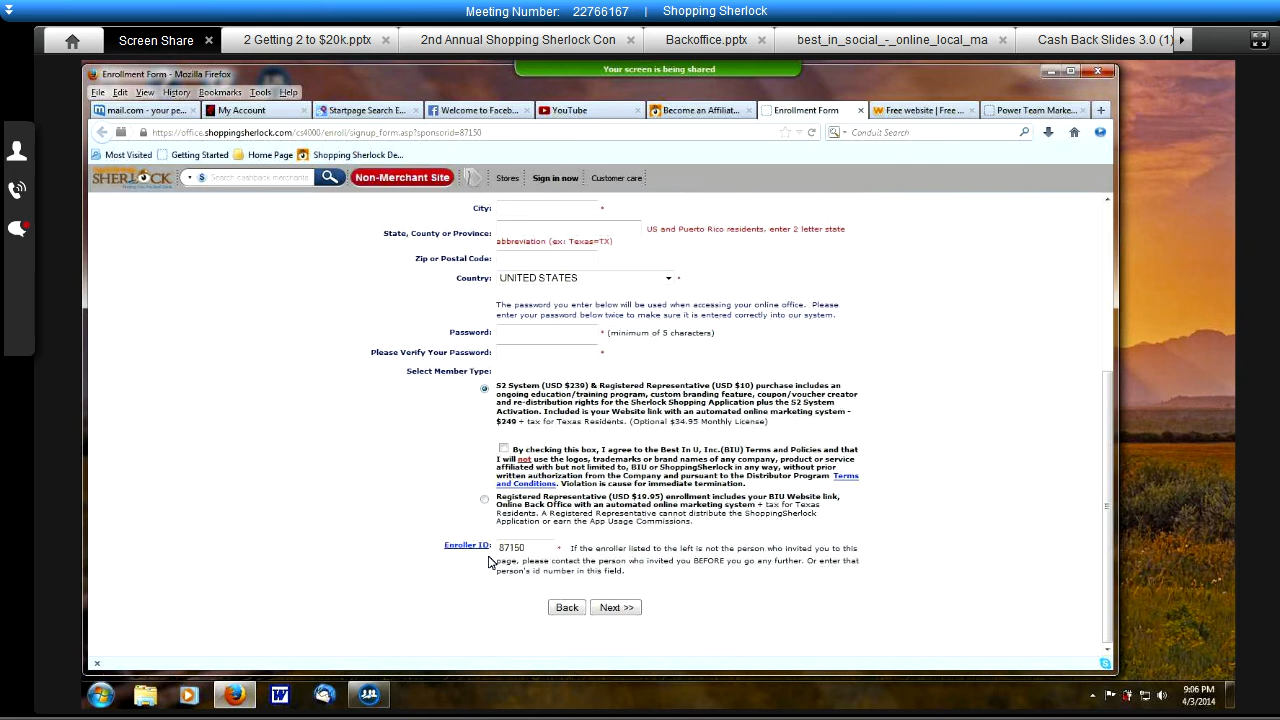 Meeting Number: 22766167 | Shopping Sherlock
Screen Share × 2 Getting 2 to $20k.pptx × 2nd Annual Shopping Sherlock Con × Backoffice.pptx × best_in_social_-_online_local_ma × Cash Back Slides 3.0 (1)
Enrollment Form - Mozilla Firefox
Your screen is being shared
File Edit View History Bookmarks Tools Help
mail.com - your pe... × My Account × Startpage Search E... × Welcome to Faceb... × YouTube × Become an Affiliat... × Enrollment Form × Free website | Free ... × Power Team Marke... × +
https://office.shoppingsherlock.com/cs4000/enroll/signup_form.asp?sponsorid=87150 Conduit Search
Most Visited Getting Started Home Page Shopping Sherlock De...
SHERLOCK Search cashback merchants Non-Merchant Site Stores Sign in now Customer care
City: *
State, County or Province: US and Puerto Rico residents, enter 2 letter state
abbreviation (ex: Texas=TX)
Zip or Postal Code:
Country: UNITED STATES *
The password you enter below will be used when accessing your online office. Please
enter your password below twice to make sure it is entered correctly into our system.
Password: * (minimum of 5 characters)
Please Verify Your Password: *
Select Member Type:
S2 System (USD $239) & Registered Representative (USD $10) purchase includes an
ongoing education/training program, custom branding feature, coupon/voucher creator
and re-distribution rights for the Sherlock Shopping Application plus the S2 System
Activation. Included is your Website link with an automated online marketing system -
$249 + tax for Texas Residents. (Optional $34.95 Monthly License)
By checking this box, I agree to the Best In U, Inc.(BIU) Terms and Policies and that
I will not use the logos, trademarks or brand names of any company, product or service
affiliated with but not limited to, BIU or ShoppingSherlock in any way, without prior
written authorization from the Company and pursuant to the Distributor Program Terms
and Conditions. Violation is cause for immediate termination.
Registered Representative (USD $19.95) enrollment includes your BIU Website link,
Online Back Office with an automated online marketing system + tax for Texas
Residents. A Registered Representative cannot distribute the ShoppingSherlock
Application or earn the App Usage Commissions.
Enroller ID: 87150 * If the enroller listed to the left is not the person who invited you to this
page, please contact the person who invited you BEFORE you go any further. Or enter that
person's id number in this field.
Back Next >>
×
9:06 PM
4/3/2014